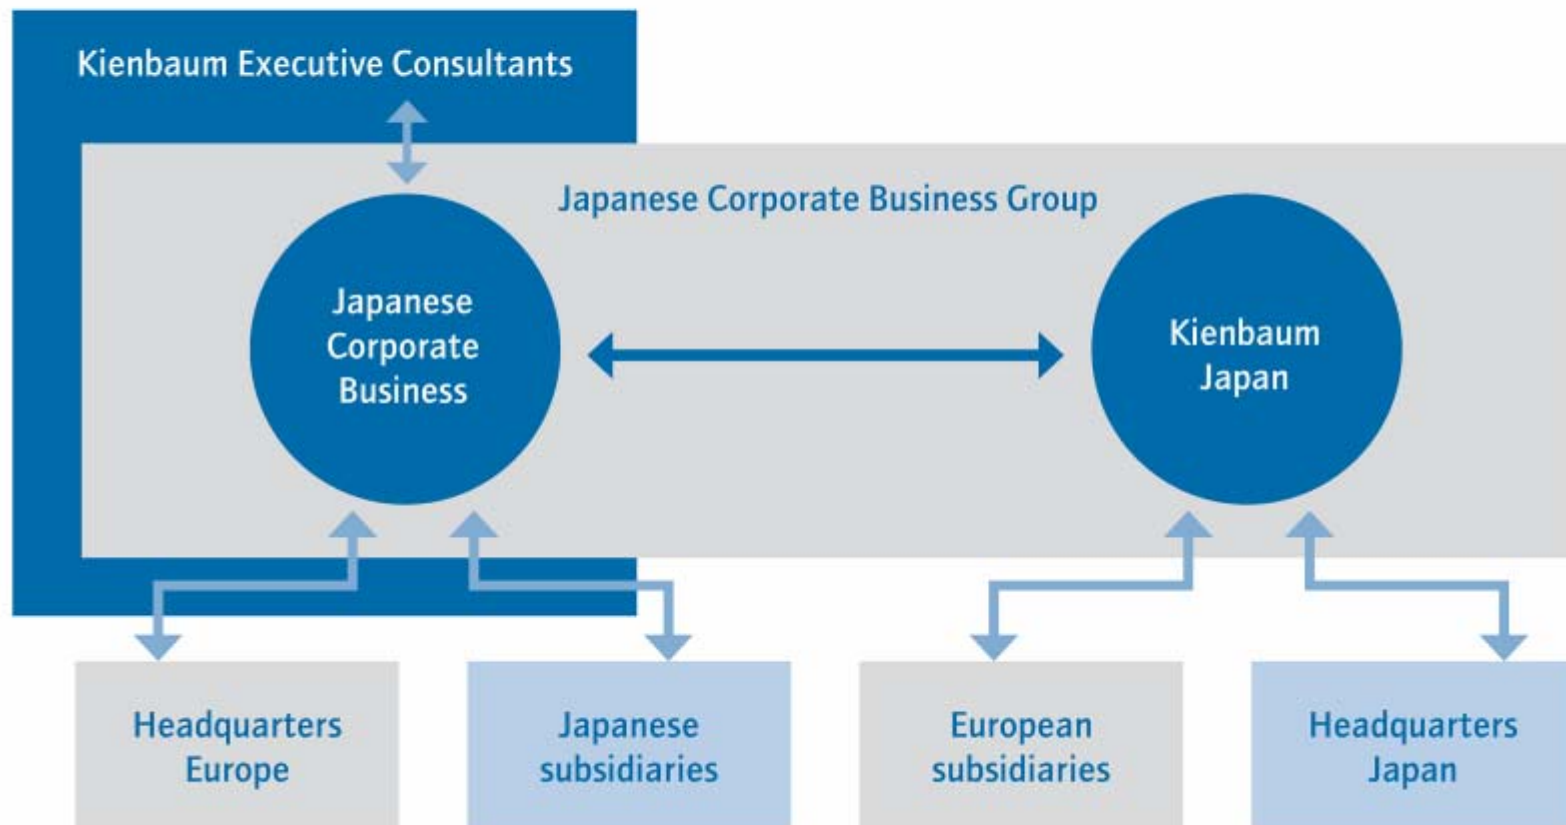 Kienbaum Executive Consultants
Japanese Corporate Business Group
Japanese
Corporate
Business
Kienbaum
Japan
Headquarters
Europe
Japanese
subsidiaries
European
subsidiaries
Headquarters
Japan